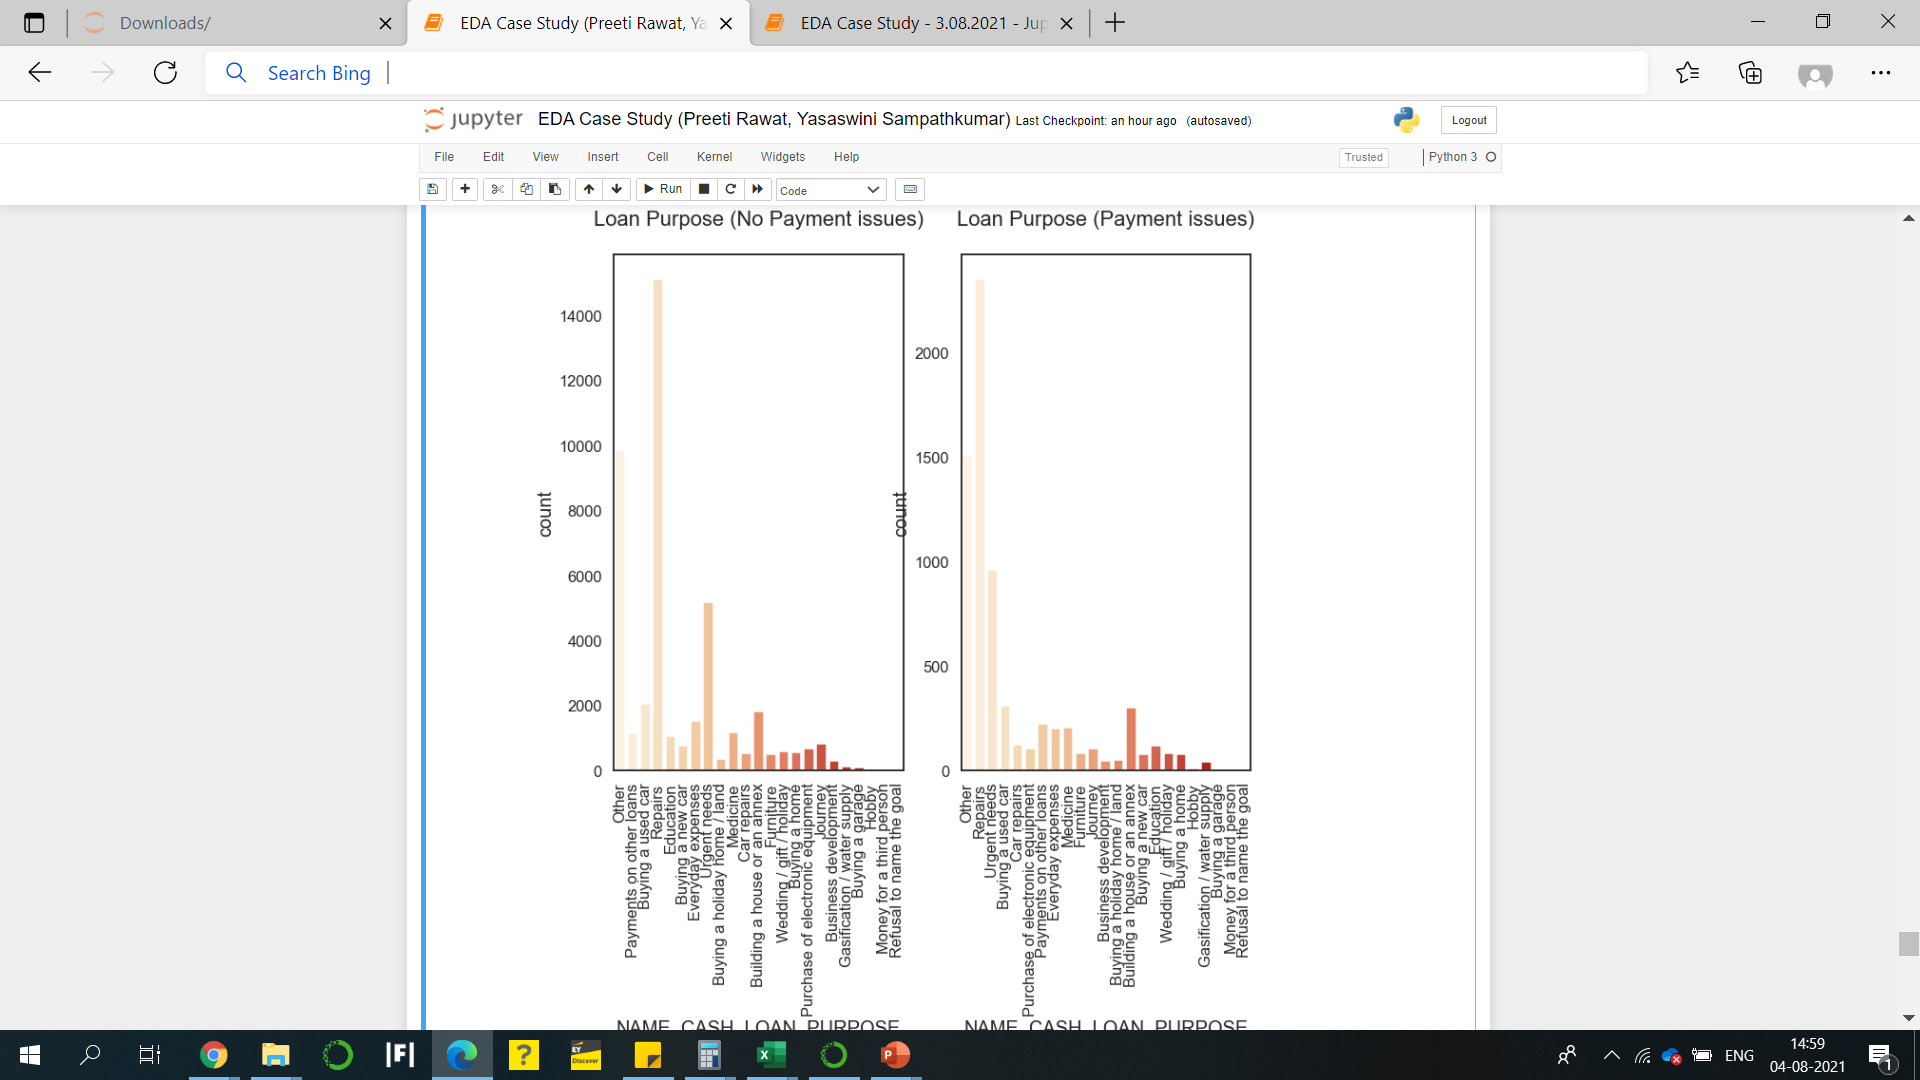 Downloads/
EDA Case Study (Preeti Rawat, Ya
EDA Case Study - 3.08.2021 - Jup
Search Bing
jupyter
EDA Case Study (Preeti Rawat, Yasaswini Sampathkumar) Last Checkpoint: an hour ago (autosaved)
Logout
File Edit View Insert Cell Kernel Widgets Help
Trusted
Python 3
Run
Code
Loan Purpose (No Payment issues)
Loan Purpose (Payment issues)
14000
12000
10000
8000
6000
4000
2000
0
count
Other
Payments on other loans
Buying a used car
Repairs
Education
Buying a new car
Everyday expenses
Urgent needs
Buying a holiday home / land
Medicine
Car repairs
Building a house or an annex
Furniture
Wedding / gift / holiday
Buying a home
Purchase of electronic equipment
Journey
Business development
Gasification / water supply
Buying a garage
Hobby
Money for a third person
Refusal to name the goal
NAME_CASH_LOAN_PURPOSE
2000
1500
1000
500
0
count
Other
Repairs
Urgent needs
Buying a used car
Car repairs
Purchase of electronic equipment
Payments on other loans
Everyday expenses
Medicine
Furniture
Journey
Business development
Buying a holiday home / land
Building a house or an annex
Buying a new car
Education
Wedding / gift / holiday
Buying a home
Hobby
Gasification / water supply
Buying a garage
Money for a third person
Refusal to name the goal
NAME_CASH_LOAN_PURPOSE
|F|
?
EY
Discover
X
P
ENG
14:59
04-08-2021
1